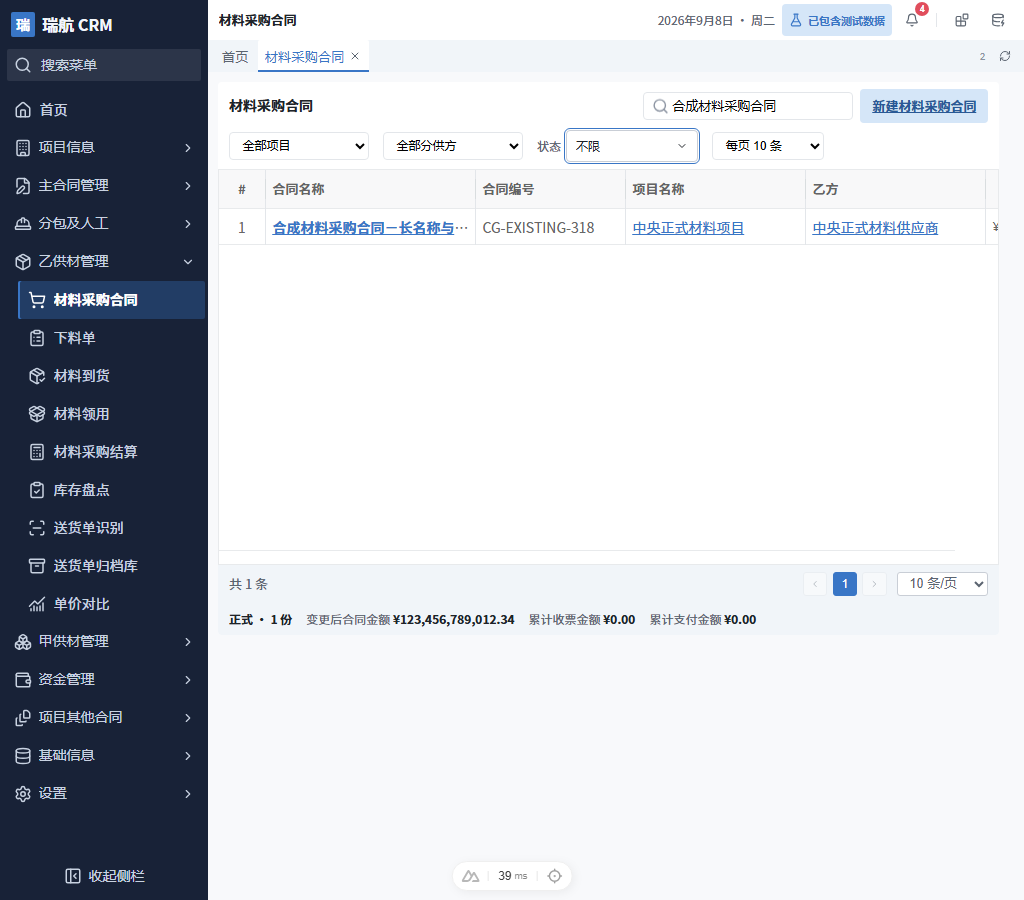 瑞 瑞航 CRM
搜索菜单
首页
项目信息
主合同管理
分包及人工
乙供材管理
材料采购合同
下料单
材料到货
材料领用
材料采购结算
库存盘点
送货单识别
送货单归档库
单价对比
甲供材管理
资金管理
项目其他合同
基础信息
设置
收起侧栏
材料采购合同
2026年9月8日 · 周二
已包含测试数据
4
首页
材料采购合同
2
材料采购合同
合成材料采购合同
新建材料采购合同
全部项目
全部分供方
状态 不限
每页 10 条
# 合同名称 合同编号 项目名称 乙方
1 合成材料采购合同－长名称与… CG-EXISTING-318 中央正式材料项目 中央正式材料供应商 ¥
共 1 条
1
10 条/页
正式 · 1 份 变更后合同金额 ¥123,456,789,012.34 累计收票金额 ¥0.00 累计支付金额 ¥0.00
39 ms